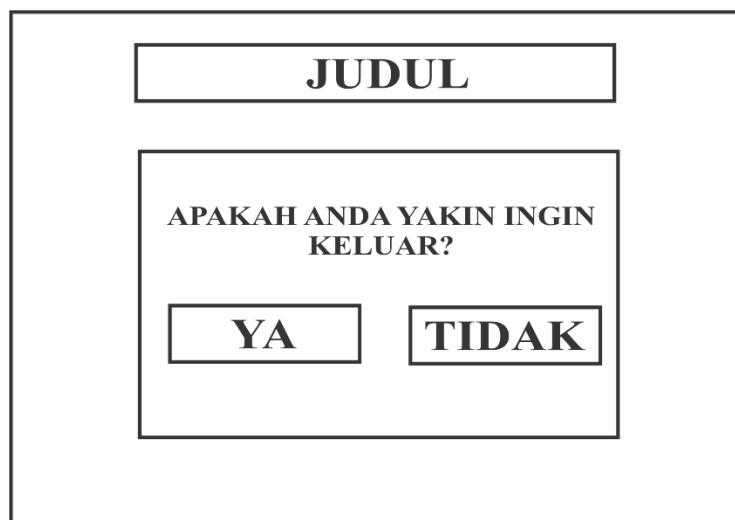 JUDUL
APAKAH ANDA YAKIN INGIN
KELUAR?
YA
TIDAK